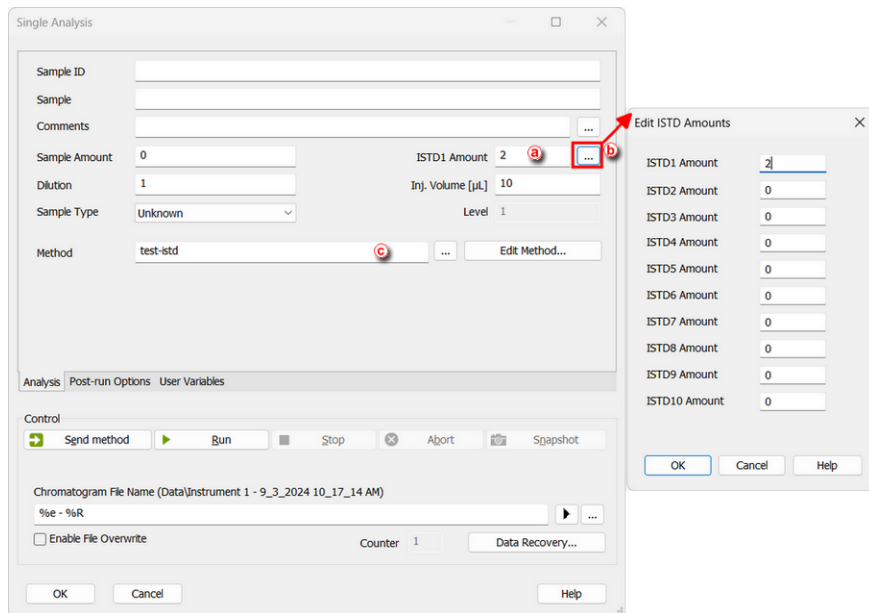 Single Analysis
Sample ID
Sample
Comments
...
Sample Amount 0 ISTD1 Amount 2 a ... b
Dilution 1 Inj. Volume [µL] 10
Sample Type Unknown Level 1
Method test-istd c ... Edit Method...
Analysis Post-run Options User Variables
Control
Send method Run Stop Abort Snapshot
Chromatogram File Name (Data\Instrument 1 - 9_3_2024 10_17_14 AM)
%e - %R ...
Enable File Overwrite Counter 1 Data Recovery...
OK Cancel Help
Edit ISTD Amounts
ISTD1 Amount 2
ISTD2 Amount 0
ISTD3 Amount 0
ISTD4 Amount 0
ISTD5 Amount 0
ISTD6 Amount 0
ISTD7 Amount 0
ISTD8 Amount 0
ISTD9 Amount 0
ISTD10 Amount 0
OK Cancel Help